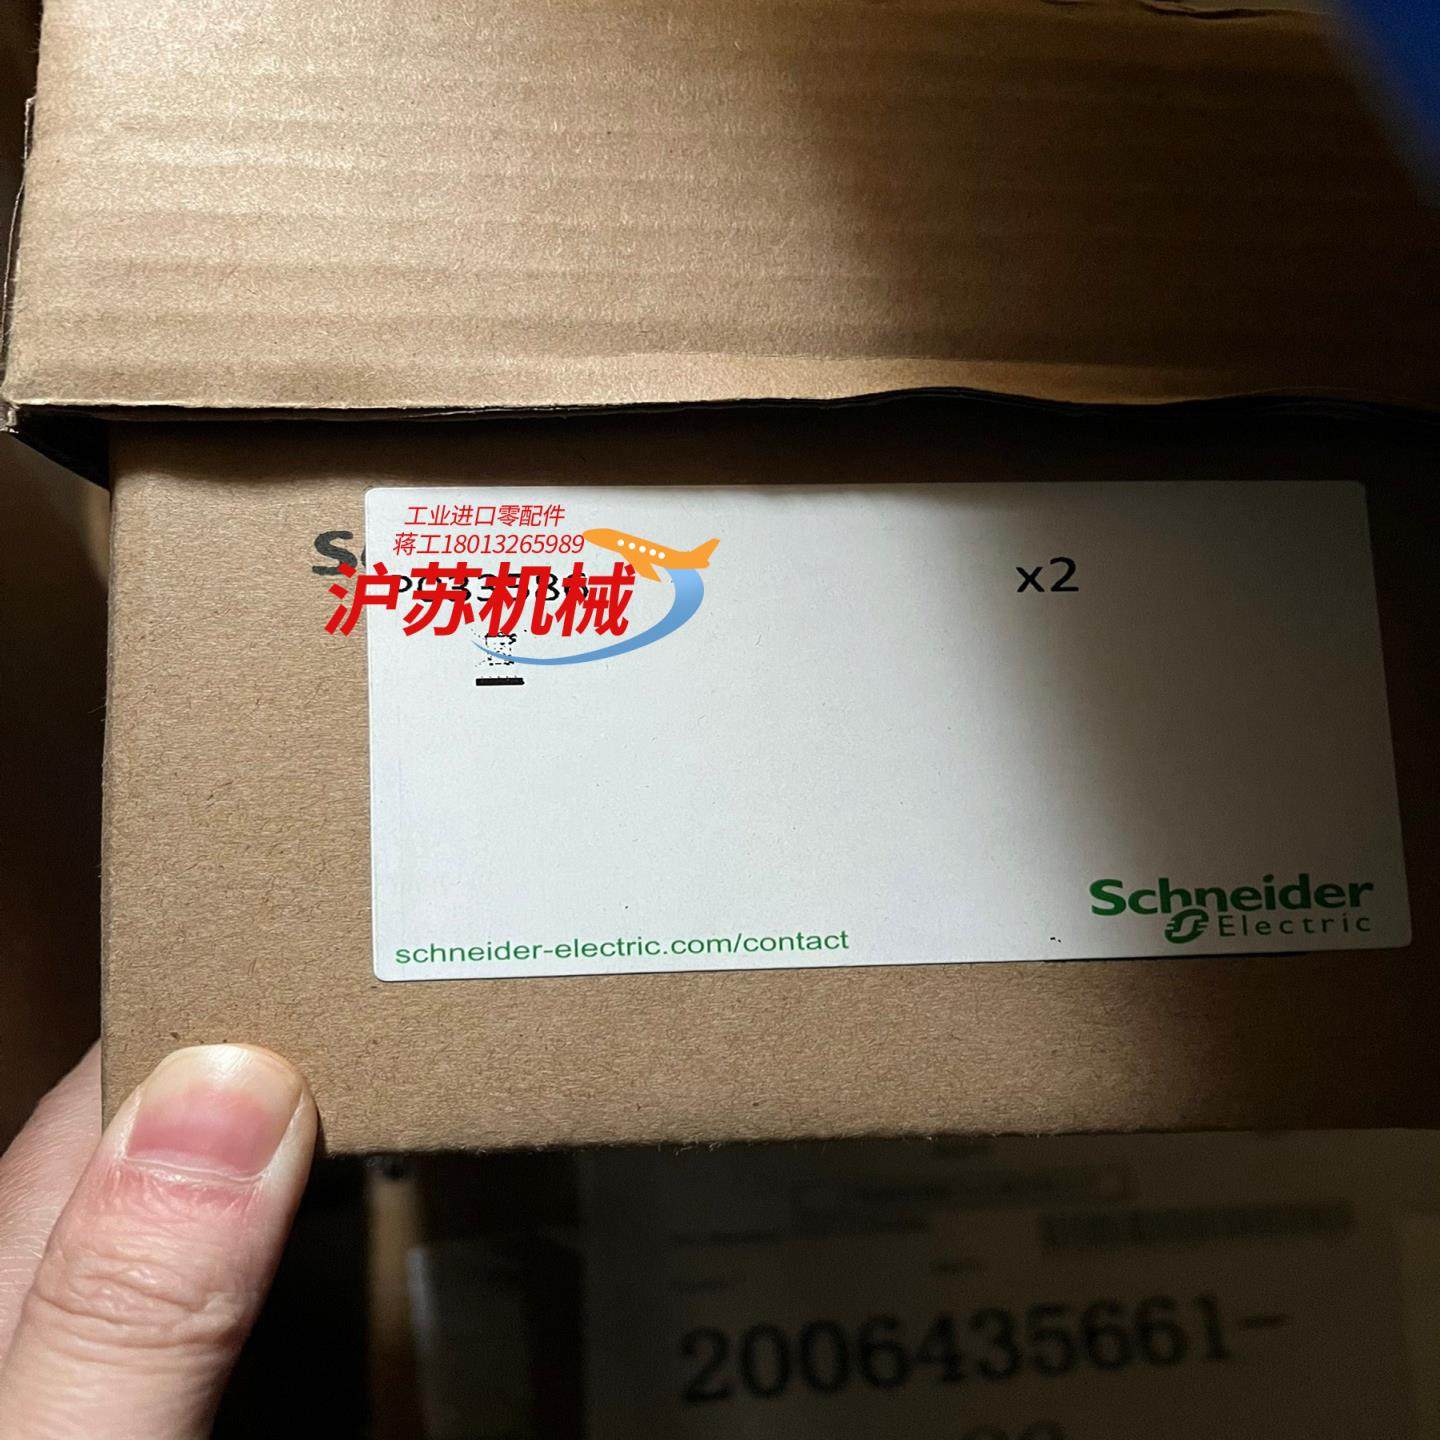 工业进口零配件
蒋工18013265989
沪苏机械
x2
schneider-electric.com/contact
Schneider
Electric
2006435661-